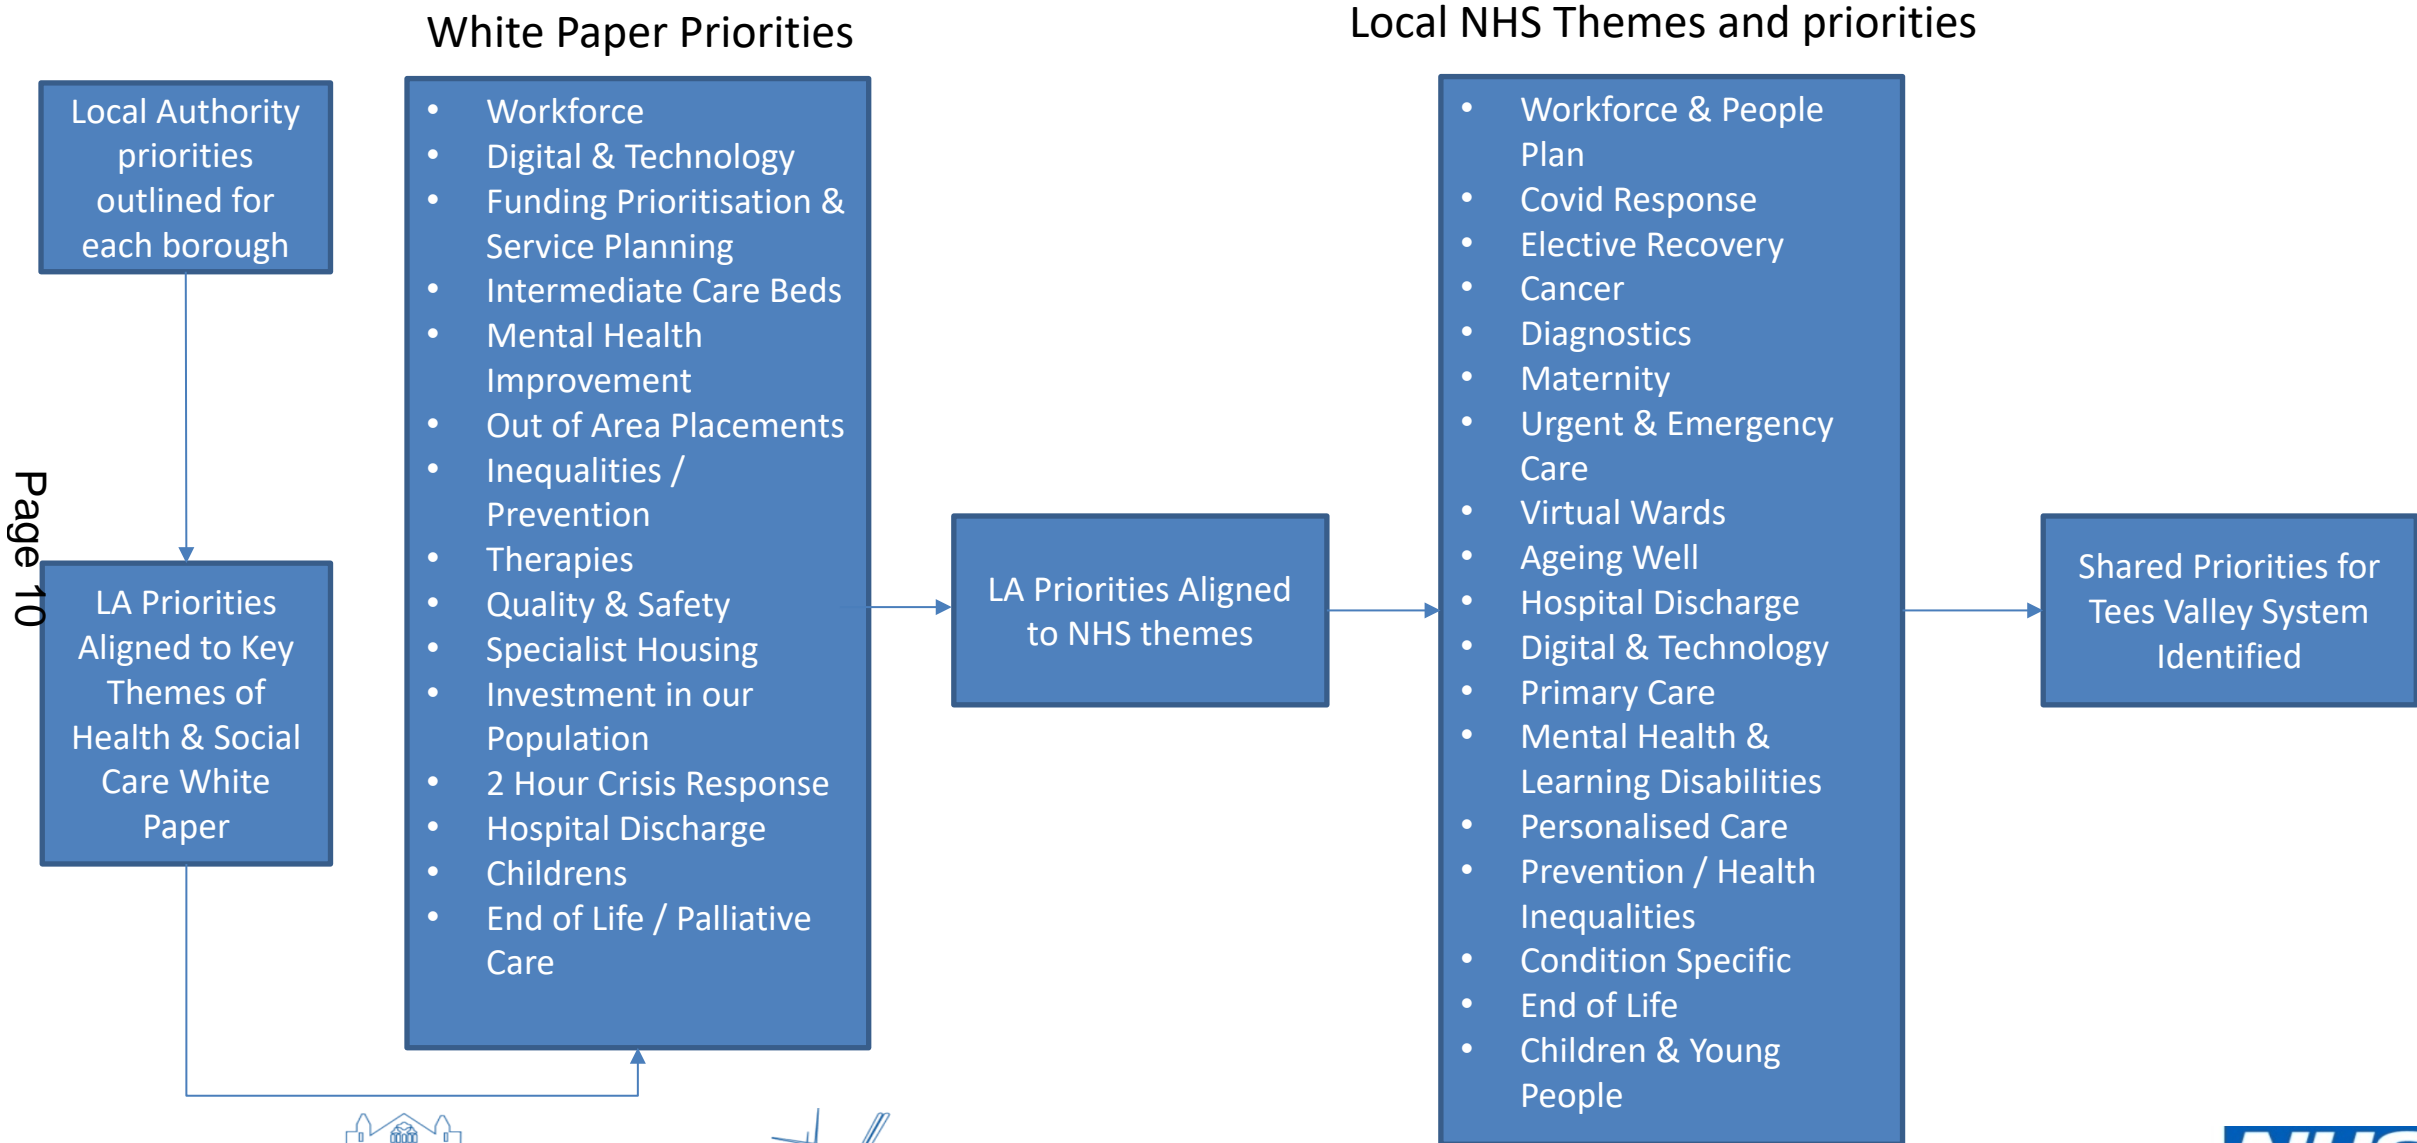 White Paper Priorities
Local NHS Themes and priorities
Local Authority
priorities
outlined for
each borough
LA Priorities
Aligned to Key
Themes of
Health & Social
Care White
Paper
• Workforce
• Digital & Technology
• Funding Prioritisation &
Service Planning
• Intermediate Care Beds
• Mental Health
Improvement
• Out of Area Placements
• Inequalities /
Prevention
• Therapies
• Quality & Safety
• Specialist Housing
• Investment in our
Population
• 2 Hour Crisis Response
• Hospital Discharge
• Childrens
• End of Life / Palliative
Care
LA Priorities Aligned
to NHS themes
• Workforce & People
Plan
• Covid Response
• Elective Recovery
• Cancer
• Diagnostics
• Maternity
• Urgent & Emergency
Care
• Virtual Wards
• Ageing Well
• Hospital Discharge
• Digital & Technology
• Primary Care
• Mental Health &
Learning Disabilities
• Personalised Care
• Prevention / Health
Inequalities
• Condition Specific
• End of Life
• Children & Young
People
Shared Priorities for
Tees Valley System
Identified
Page 10
NHS